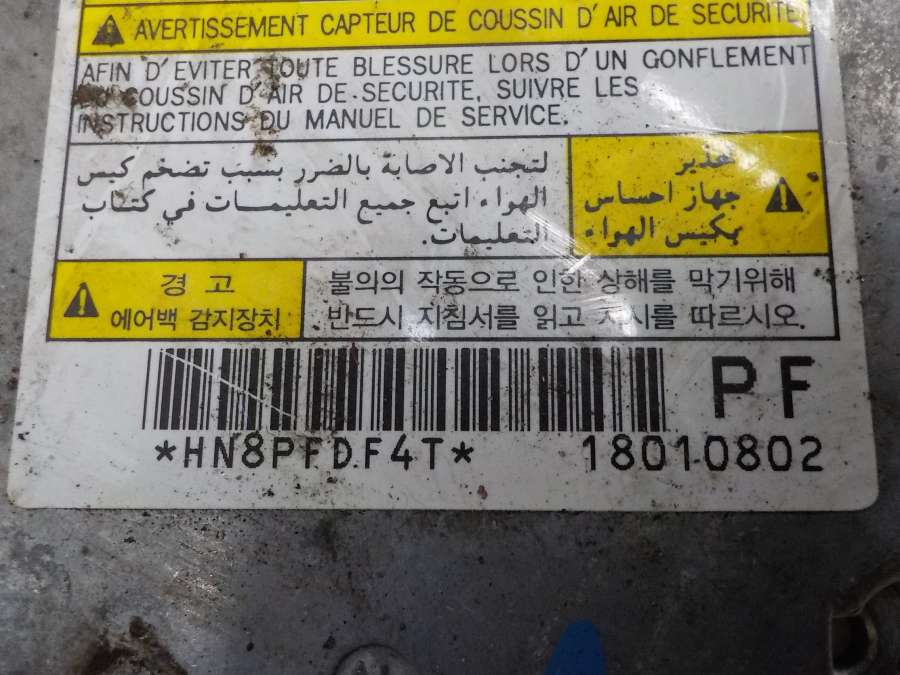 AVERTISSEMENT CAPTEUR DE COUSSIN D'AIR DE SECURITE
AFIN D'EVITER TOUTE BLESSURE LORS D'UN GONFLEMENT
DU COUSSIN D'AIR DE SECURITE, SUIVRE LES
INSTRUCTIONS DU MANUEL DE SERVICE.
تحذير
جهاز احساس
بكيس الهواء
لتجنب الاصابة بالضرر بسبب تضخم كيس
الهواء اتبع جميع التعليمات في كتاب
التعليمات.
경 고
에어백 감지장치
불의의 작동으로 인한 상해를 막기위해
반드시 지침서를 읽고 지시를 따르시오.
PF
*HN8PFDF4T* 18010802